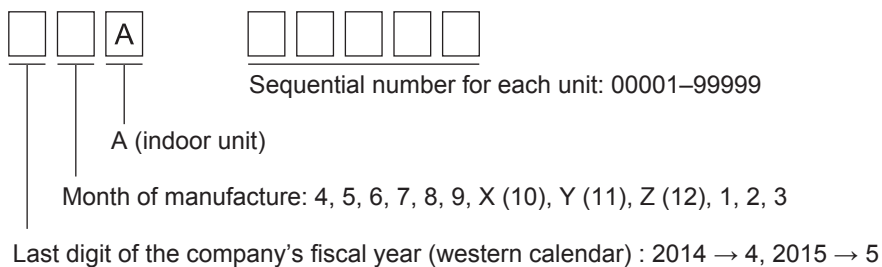 A
Sequential number for each unit: 00001–99999
A (indoor unit)
Month of manufacture: 4, 5, 6, 7, 8, 9, X (10), Y (11), Z (12), 1, 2, 3
Last digit of the company’s fiscal year (western calendar) : 2014 → 4, 2015 → 5